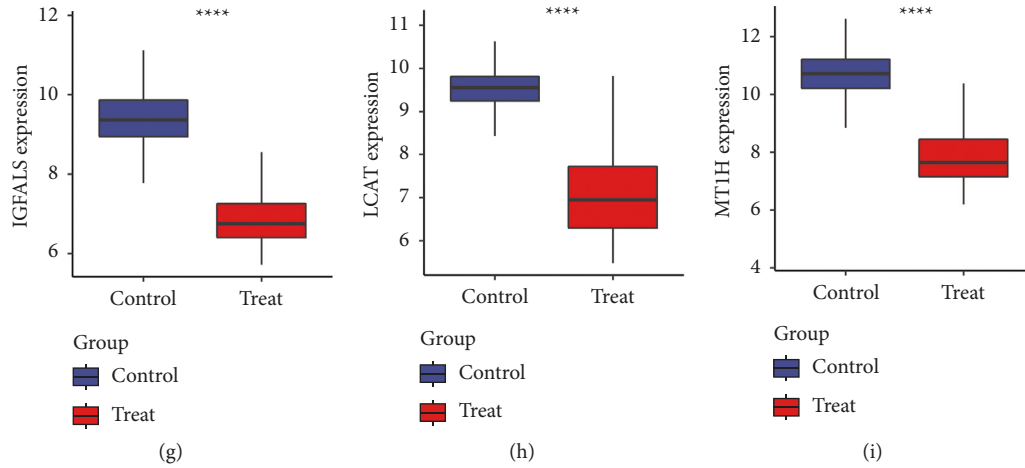 ****
IGFALS expression
12
10
8
6
Control Treat
Group
Control
Treat
(g)
****
LCAT expression
11
10
9
8
7
6
Control Treat
Group
Control
Treat
(h)
****
MT1H expression
12
10
8
6
4
Control Treat
Group
Control
Treat
(i)